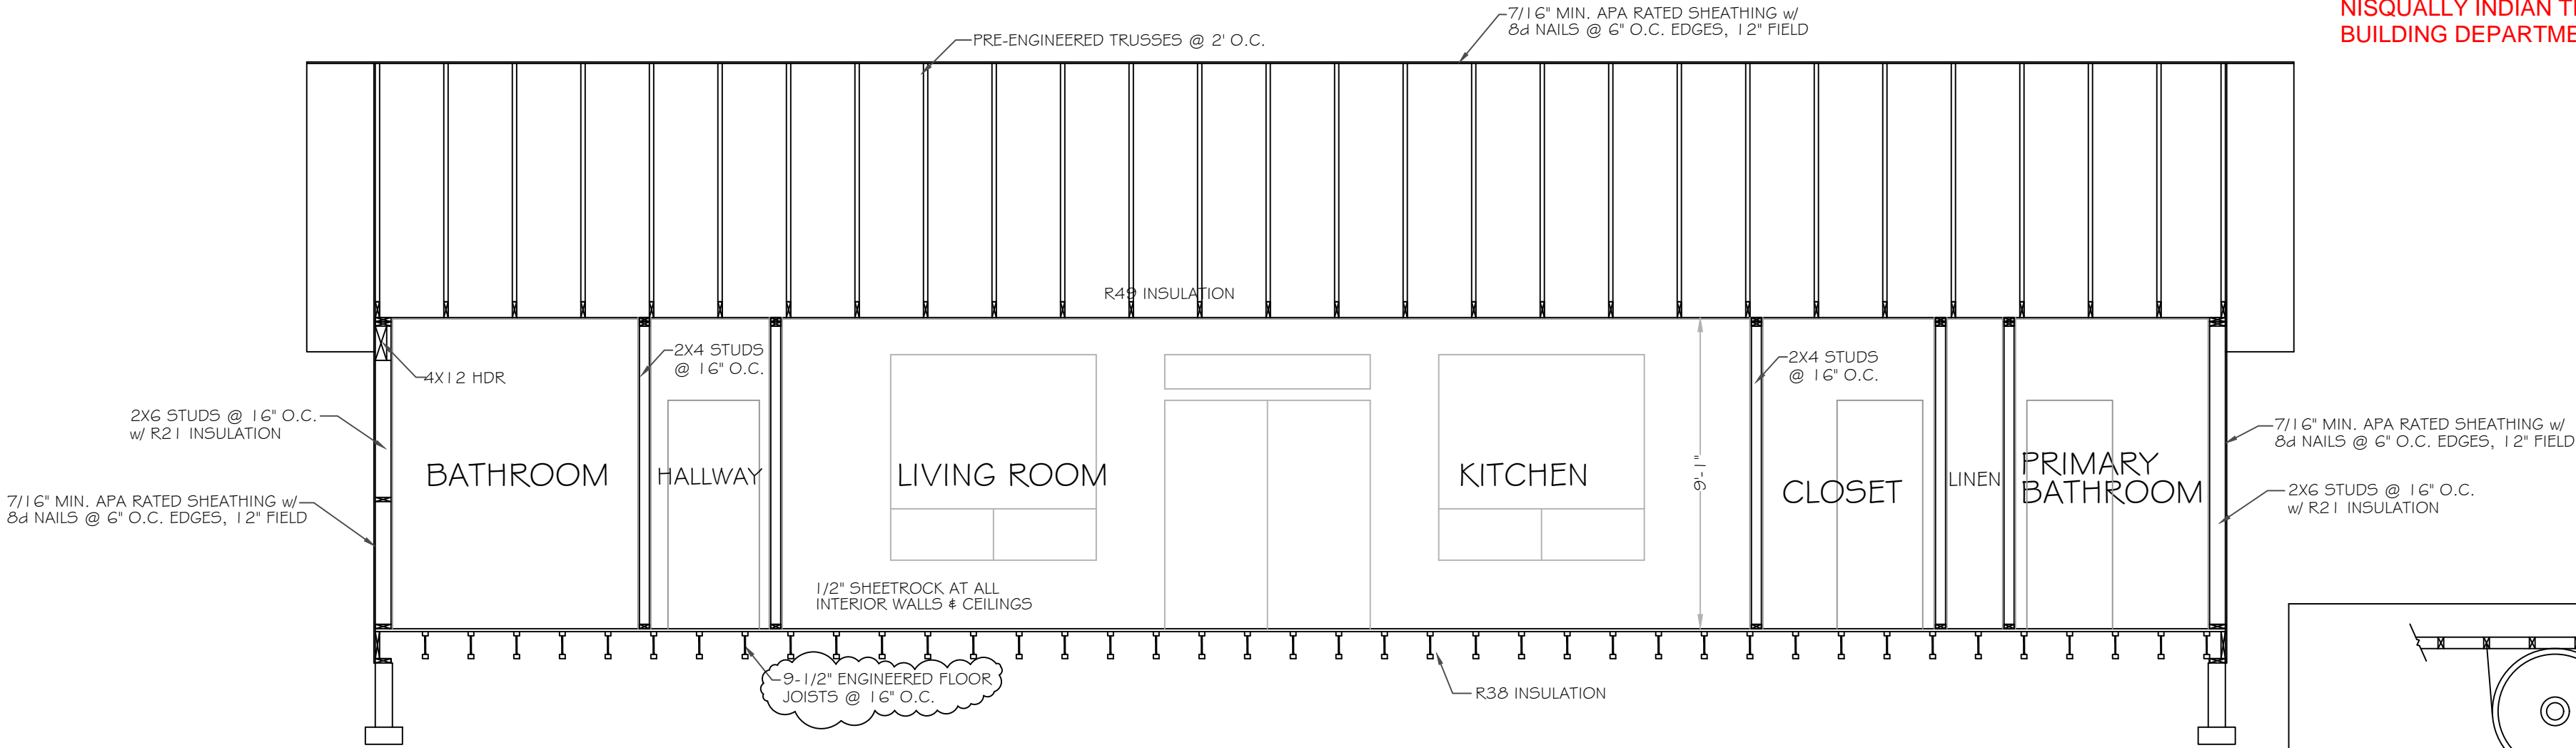 NISQUALLY INDIAN
BUILDING
7/16" MIN. APA RATED SHEATHING w/
8d NAILS @ 6" O.C. EDGES, 12" FIELD
PRE-ENGINEERED TRUSSES @ 2' O.C.
R49 INSULATION
2X4 STUDS
@ 16" O.C.
4X12 HDR
2X4 STUDS
@ 16" O.C.
2X6 STUDS @ 16" O.C.
w/ R21 INSULATION
7/16" MIN. APA RATED SHEATHING w/
8d NAILS @ 6" O.C. EDGES, 12" FIELD
BATHROOM
HALLWAY
LIVING ROOM
KITCHEN
9'-1"
CLOSET
LINEN
PRIMARY
BATHROOM
7/16" MIN. APA RATED SHEATHING w/
8d NAILS @ 6" O.C. EDGES, 12" FIELD
2X6 STUDS @ 16" O.C.
w/ R21 INSULATION
1/2" SHEETROCK AT ALL
INTERIOR WALLS & CEILINGS
9-1/2" ENGINEERED FLOOR
JOISTS @ 16" O.C.
R38 INSULATION